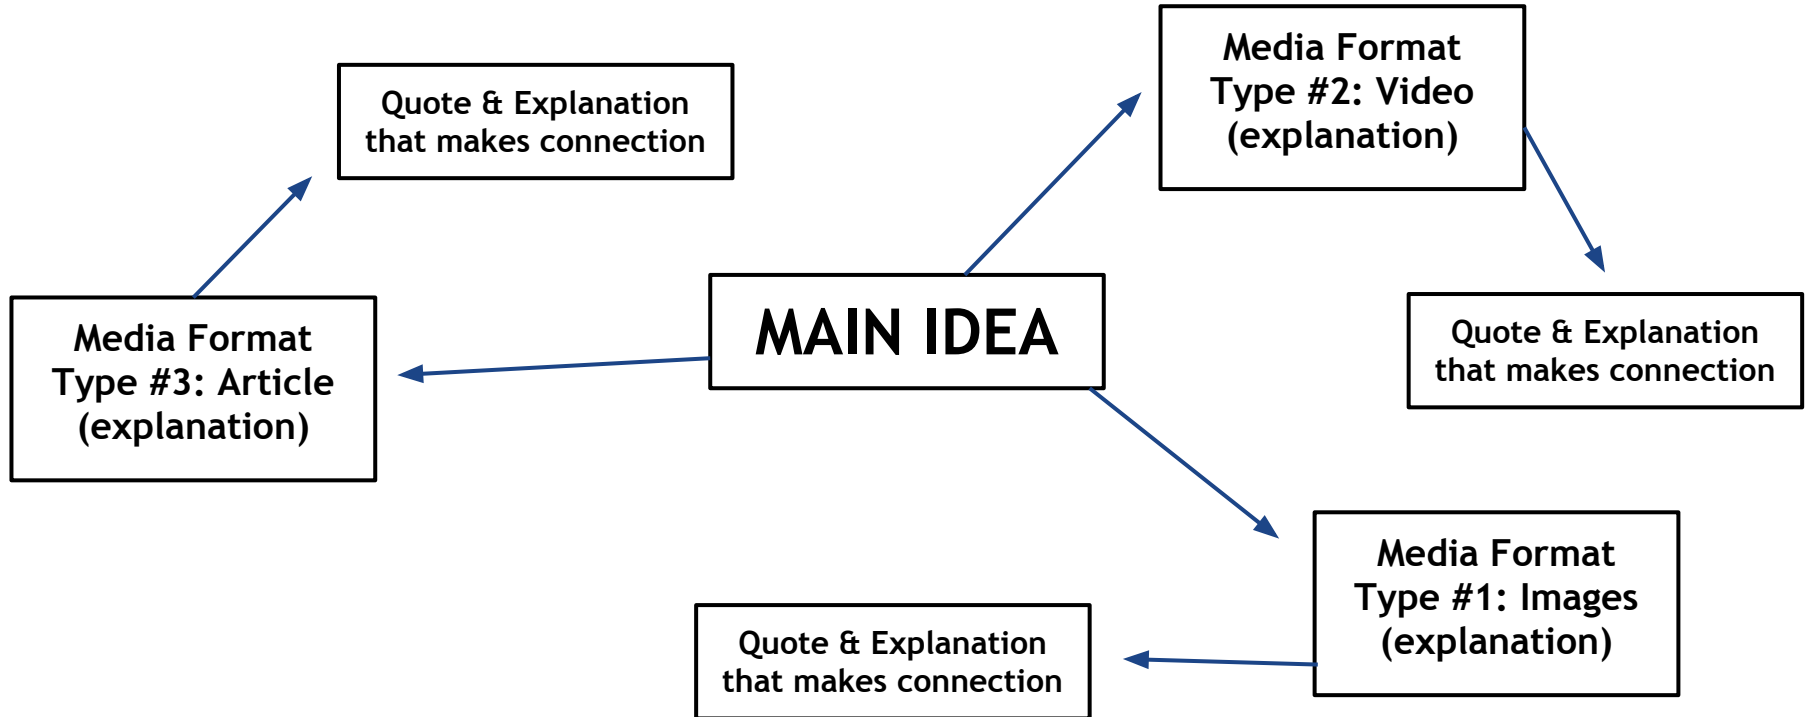 Media Format
Type #2: Video
(explanation)
Quote & Explanation
that makes connection
MAIN IDEA
Media Format
Type #3: Article
(explanation)
Quote & Explanation
that makes connection
Media Format
Type #1: Images
(explanation)
Quote & Explanation
that makes connection